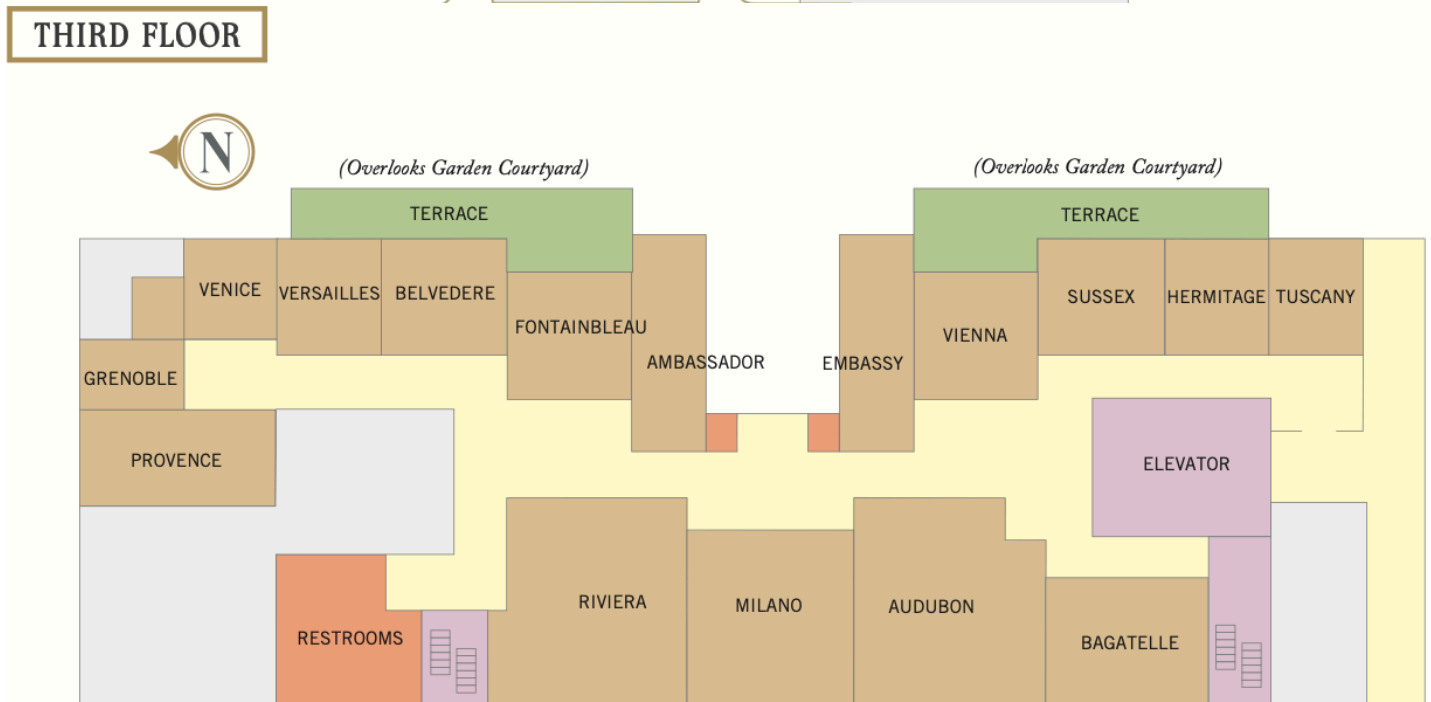 THIRD FLOOR
N
(Overlooks Garden Courtyard)
(Overlooks Garden Courtyard)
TERRACE
TERRACE
VENICE
VERSAILLES
BELVEDERE
FONTAINBLEAU
AMBASSADOR
EMBASSY
VIENNA
SUSSEX
HERMITAGE
TUSCANY
GRENOBLE
PROVENCE
ELEVATOR
RESTROOMS
RIVIERA
MILANO
AUDUBON
BAGATELLE